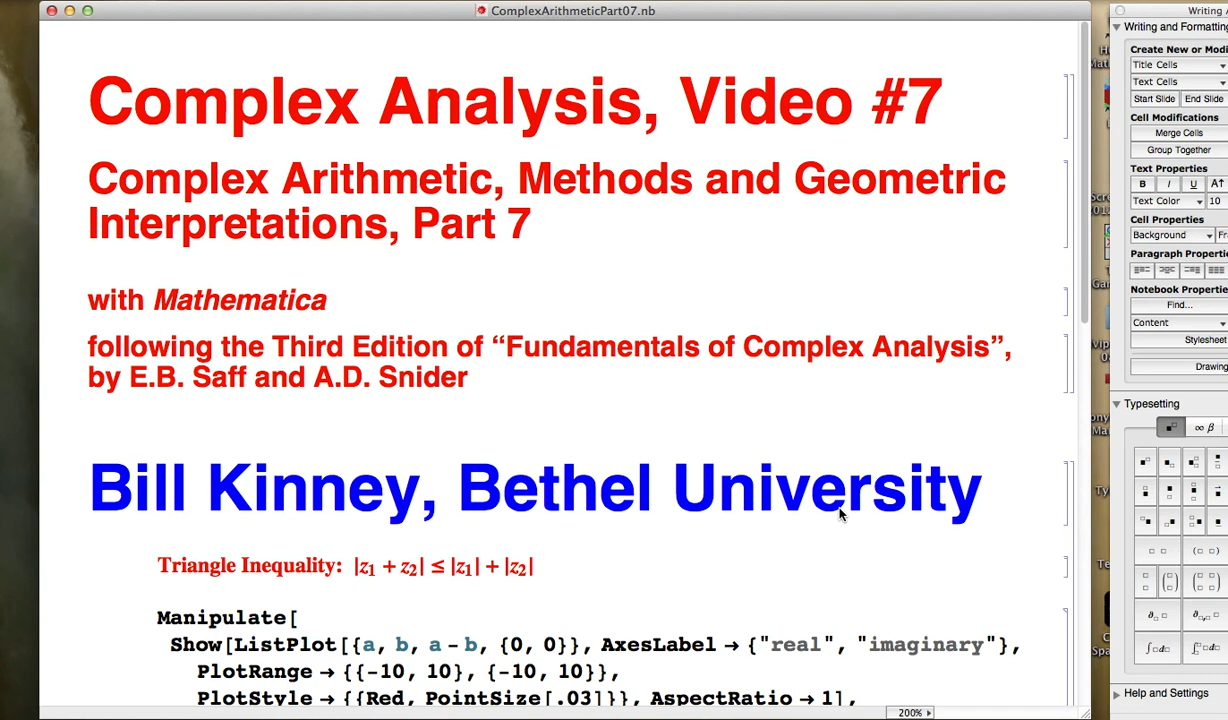 ComplexArithmeticPart07.nb
Complex Analysis, Video #7
Complex Arithmetic, Methods and Geometric
Interpretations, Part 7
with Mathematica
following the Third Edition of “Fundamentals of Complex Analysis”,
by E.B. Saff and A.D. Snider
Bill Kinney, Bethel University
Triangle Inequality: |z₁ + z₂| ≤ |z₁| + |z₂|
Manipulate[
Show[ListPlot[{a, b, a - b, {0, 0}}, AxesLabel → {"real", "imaginary"},
PlotRange → {{-10, 10}, {-10, 10}},
PlotStyle → {{Red, PointSize[.03]}}, AspectRatio → 1],
200%
Writing
Writing and Formatting
Create New or Modi
Title Cells
Text Cells
Start Slide End Slide
Cell Modifications
Merge Cells
Group Together
Text Properties
B I U A↑
Text Color 10
Cell Properties
Background Fr
Paragraph Properti
Notebook Properties
Find...
Content
Stylesheet
Drawing
Typesetting
∞ β
Help and Settings